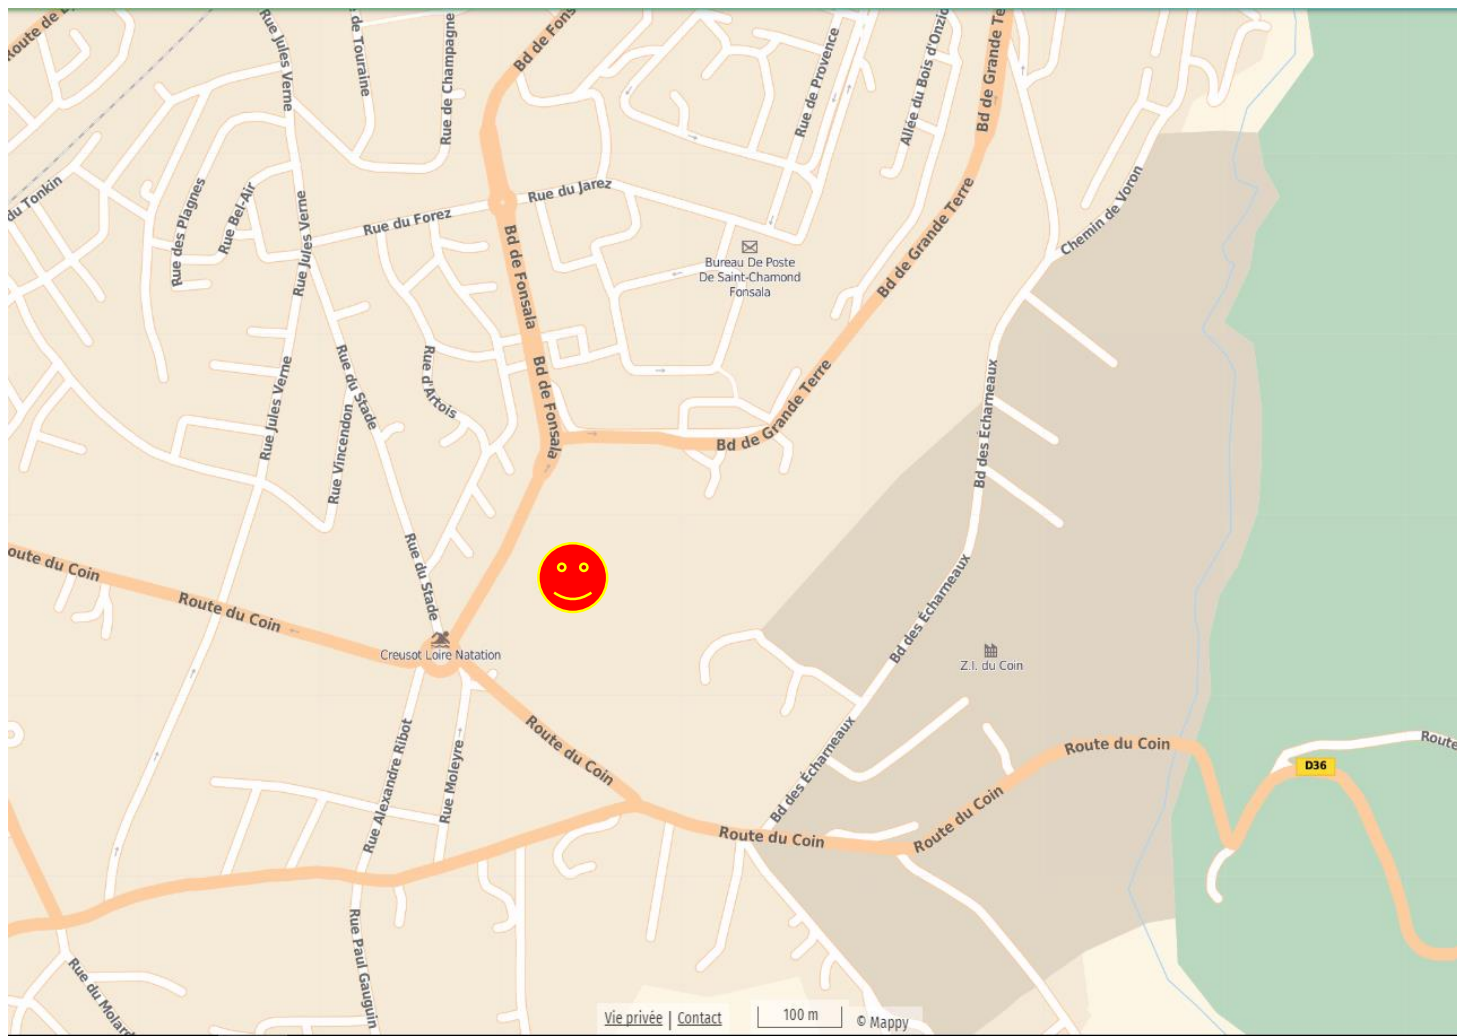 Route de
Rue Jules Verne
de Touraine
Rue de Champagne
Bd de Fons
Rue de Provence
Allée du Bois d'Onzio
Bd de Grande Te
du Tonkin
Rue des Plagnes
Rue Bel-Air
Rue Jules Verne
Rue du Forez
Rue du Jarez
Bd de Fonsala
Bureau De Poste
De Saint-Chamond
Fonsala
Bd de Grande Terre
Chemin de Voron
Rue Jules Verne
Rue du Stade
Rue Vincendon
Rue d'Artois
Bd de Fonsala
Bd de Grande Terre
Bd des Écharneaux
oute du Coin
Route du Coin
Rue du Stade
Creusot Loire Natation
Bd des Écharneaux
Z.I. du Coin
Rue Alexandre Ribot
Rue Moleyre
Route du Coin
Bd des Écharneaux
Route du Coin
Route du Coin
Route du Coin
D36
Route
Rue Paul Gauguin
Rue du Molard
Vie privée | Contact
100 m
© Mappy